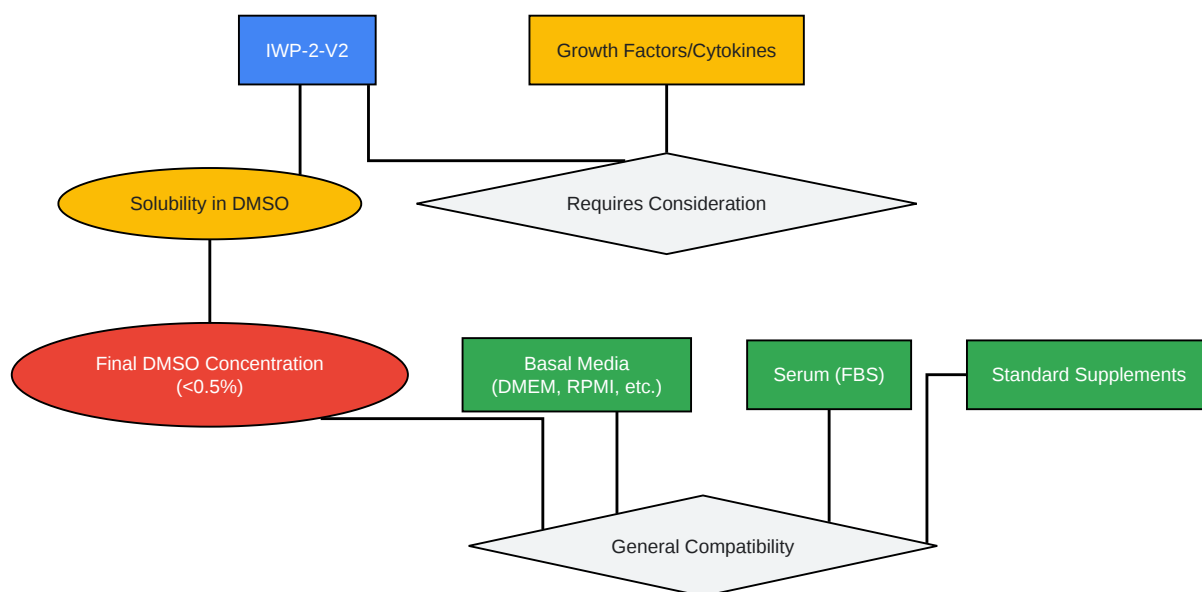 IWP-2-V2
Growth Factors/Cytokines
Solubility in DMSO
Requires Consideration
Final DMSO Concentration
(<0.5%)
Basal Media
(DMEM, RPMI, etc.)
Serum (FBS)
Standard Supplements
General Compatibility